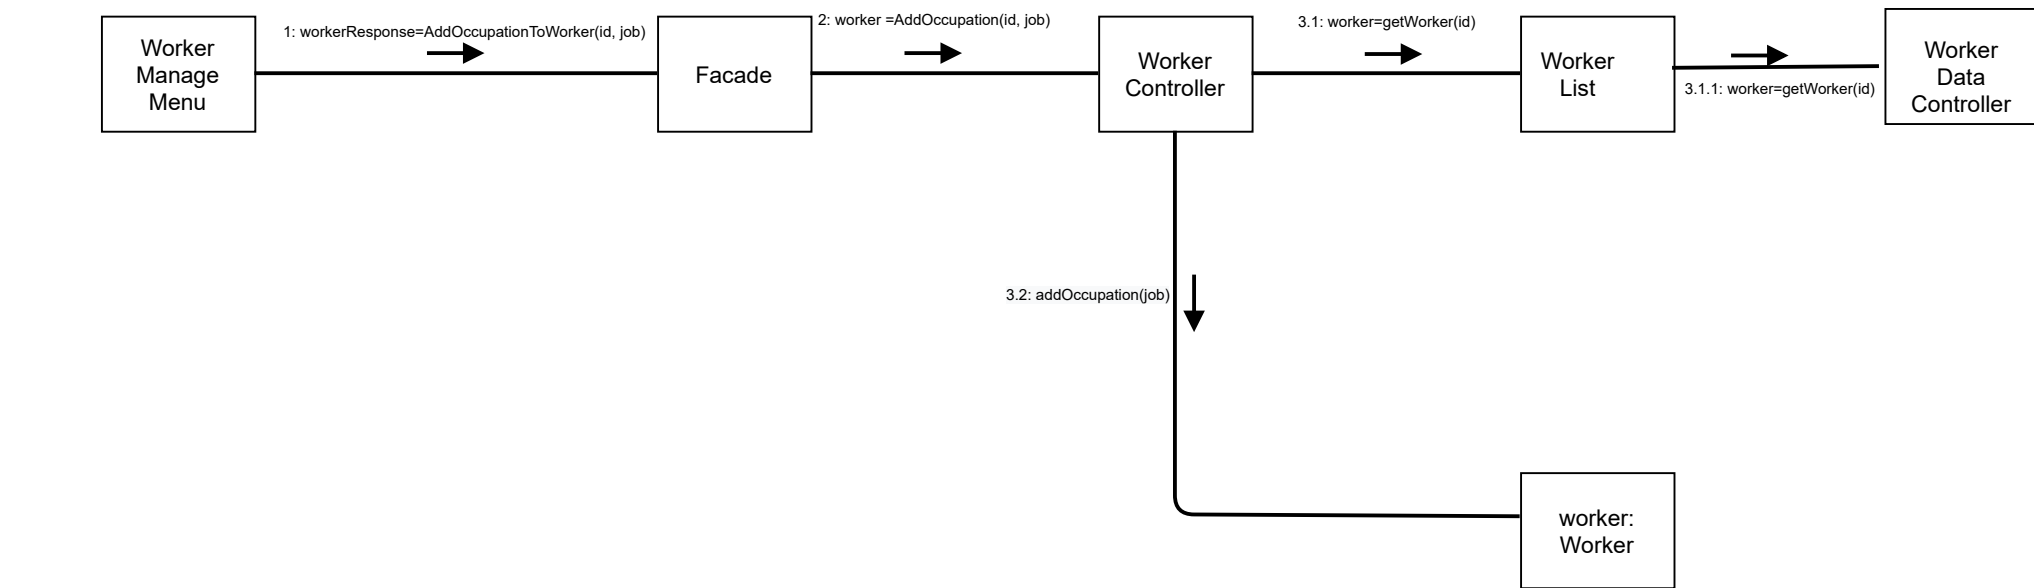 1: workerResponse=AddOccupationToWorker(id, job)
2: worker =AddOccupation(id, job)
3.1: worker=getWorker(id)
Worker
Manage
Menu
Facade
Worker
Controller
Worker
List
3.1.1: worker=getWorker(id)
Worker
Data
Controller
3.2: addOccupation(job)
worker:
Worker